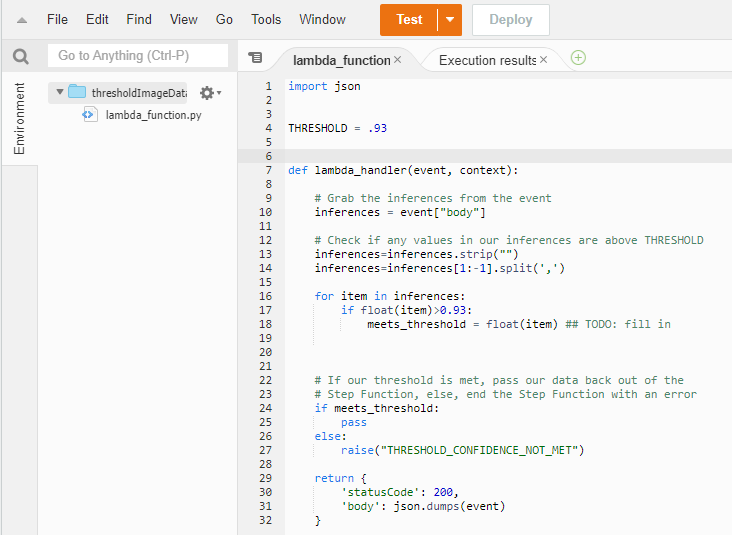 File Edit Find View Go Tools Window Test Deploy
Go to Anything (Ctrl-P)
lambda_function × Execution results ×
Environment
thresholdImageData
lambda_function.py
1 import json
2
3
4 THRESHOLD = .93
5
6
7 def lambda_handler(event, context):
8
9 # Grab the inferences from the event
10 inferences = event["body"]
11
12 # Check if any values in our inferences are above THRESHOLD
13 inferences=inferences.strip("")
14 inferences=inferences[1:-1].split(',')
15
16 for item in inferences:
17 if float(item)>0.93:
18 meets_threshold = float(item) ## TODO: fill in
19
20
21
22 # If our threshold is met, pass our data back out of the
23 # Step Function, else, end the Step Function with an error
24 if meets_threshold:
25 pass
26 else:
27 raise("THRESHOLD_CONFIDENCE_NOT_MET")
28
29 return {
30 'statusCode': 200,
31 'body': json.dumps(event)
32 }